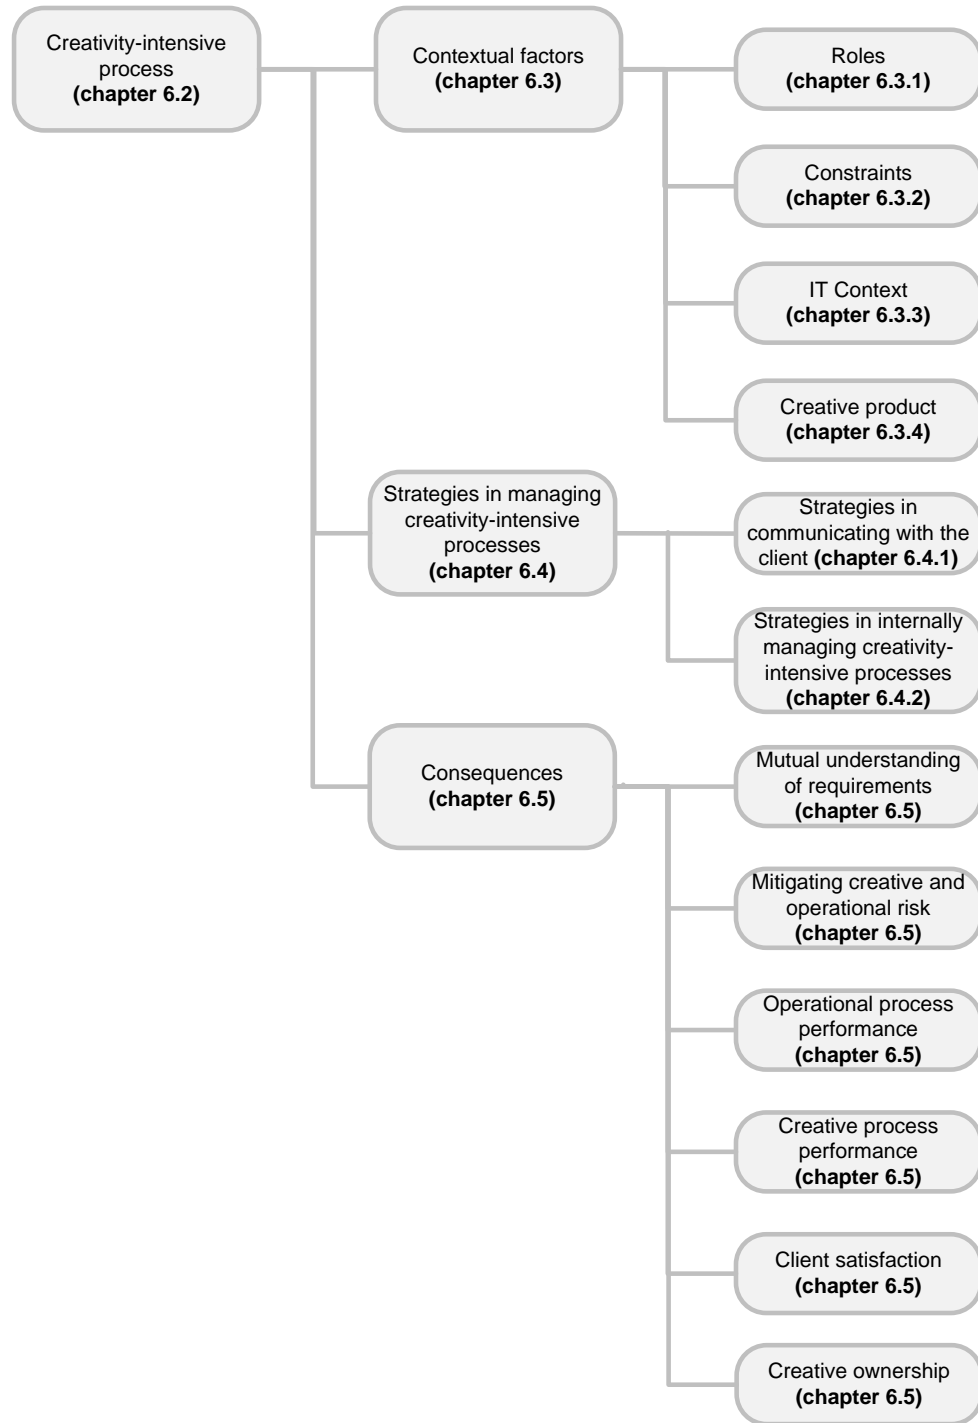 Creativity-intensive
process
(chapter 6.2)
Contextual factors
(chapter 6.3)
Roles
(chapter 6.3.1)
Constraints
(chapter 6.3.2)
IT Context
(chapter 6.3.3)
Creative product
(chapter 6.3.4)
Strategies in managing
creativity-intensive
processes
(chapter 6.4)
Strategies in
communicating with the
client (chapter 6.4.1)
Strategies in internally
managing creativity-
intensive processes
(chapter 6.4.2)
Consequences
(chapter 6.5)
Mutual understanding
of requirements
(chapter 6.5)
Mitigating creative and
operational risk
(chapter 6.5)
Operational process
performance
(chapter 6.5)
Creative process
performance
(chapter 6.5)
Client satisfaction
(chapter 6.5)
Creative ownership
(chapter 6.5)